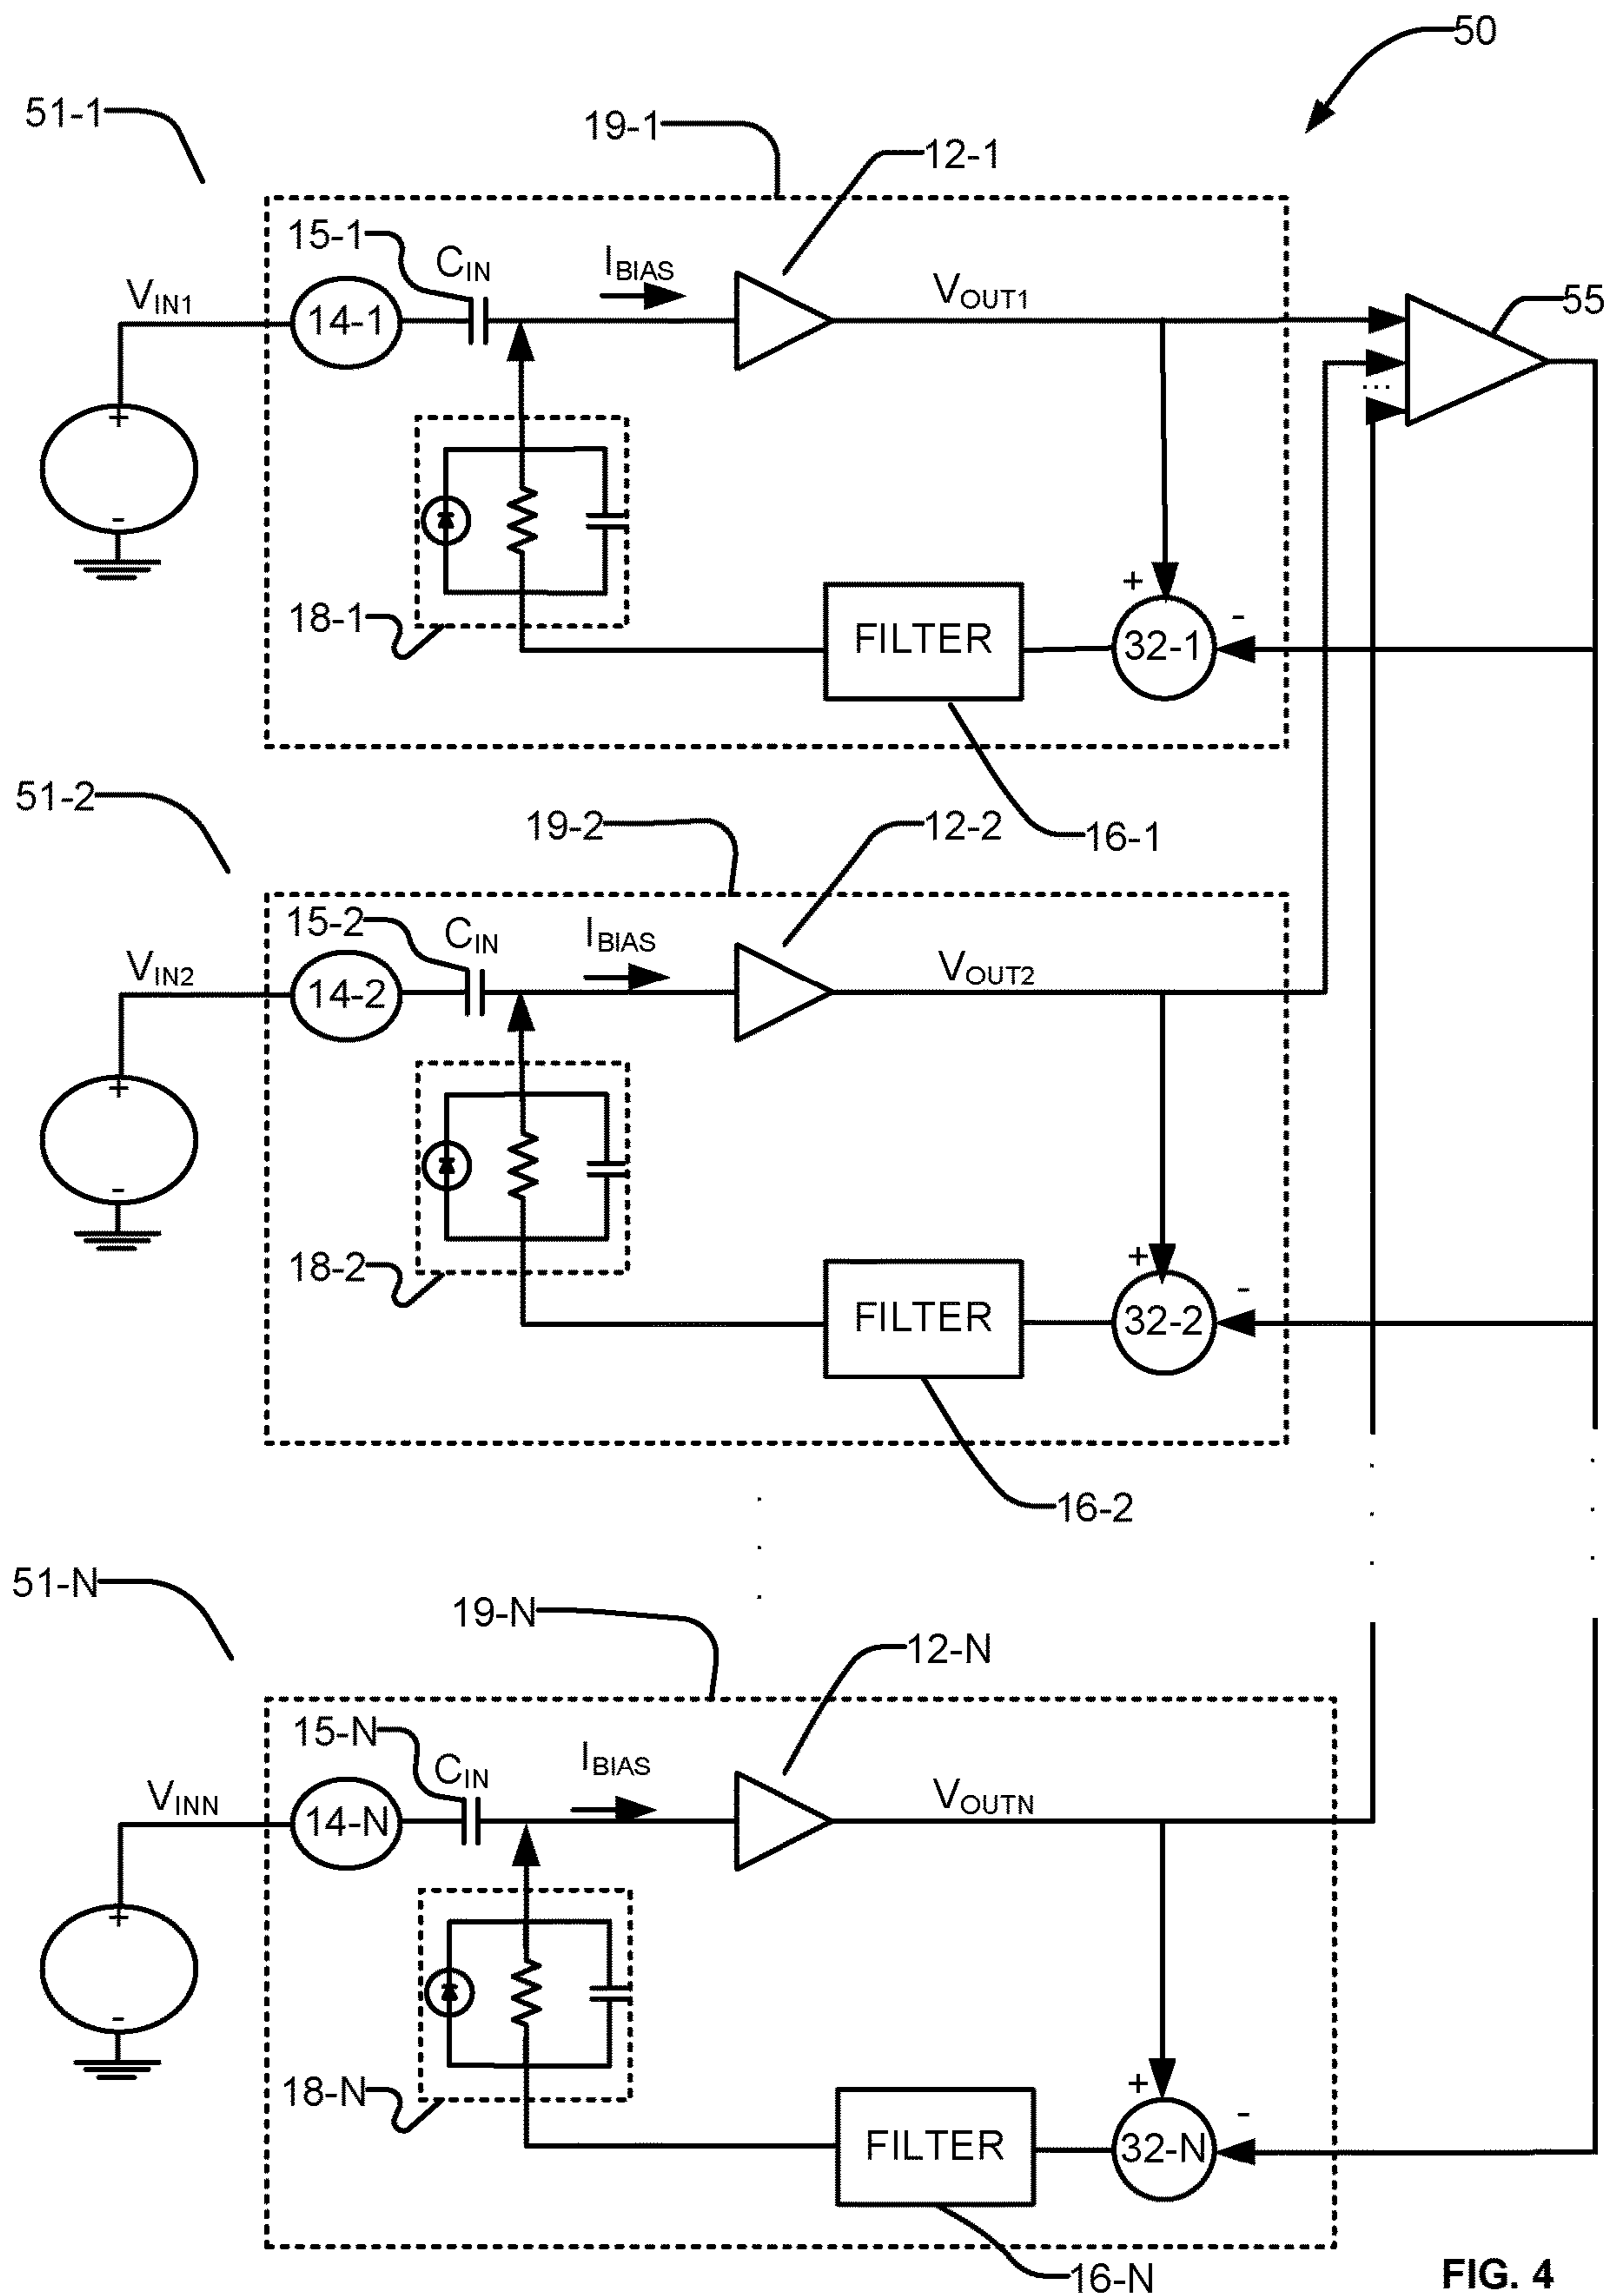 50
51-1
19-1
12-1
15-1
CIN
IBIAS
VIN1
14-1
VOUT1
55
...
+
-
18-1
FILTER
+
-
32-1
16-1
51-2
19-2
12-2
15-2
CIN
IBIAS
VIN2
14-2
VOUT2
+
-
18-2
FILTER
+
-
32-2
16-2
51-N
19-N
12-N
15-N
CIN
IBIAS
VINN
14-N
VOUTN
+
-
18-N
FILTER
+
-
32-N
16-N
FIG. 4